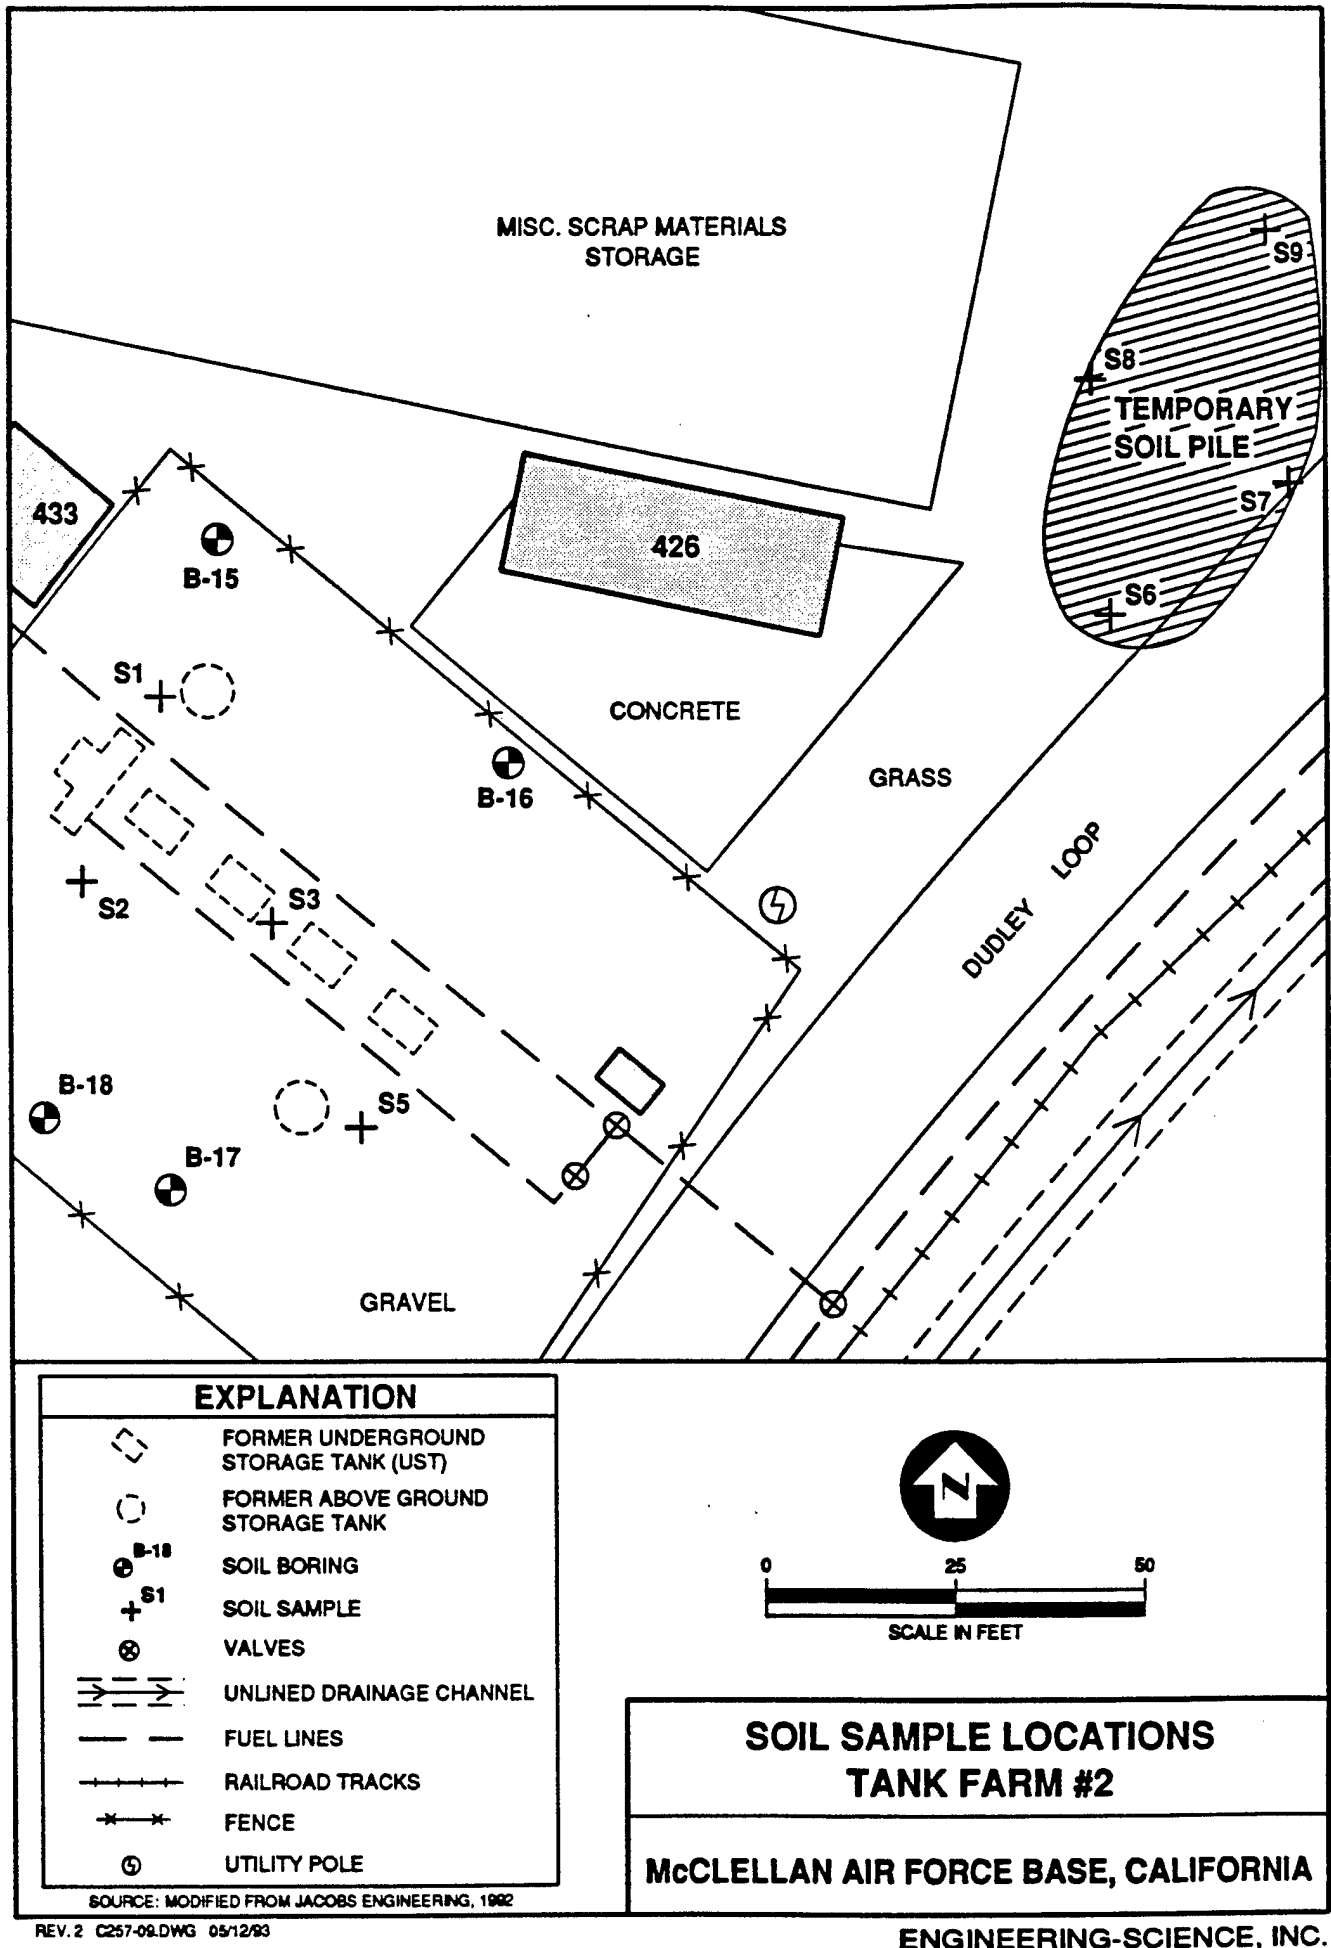 MISC. SCRAP MATERIALS
STORAGE
S9
S8
TEMPORARY
SOIL PILE
S7
S6
433
426
B-15
S1
CONCRETE
B-16
GRASS
DUDLEY LOOP
S2
S3
B-18
S5
B-17
GRAVEL
EXPLANATION
FORMER UNDERGROUND
STORAGE TANK (UST)
FORMER ABOVE GROUND
STORAGE TANK
B-18
SOIL BORING
S1
SOIL SAMPLE
VALVES
UNLINED DRAINAGE CHANNEL
FUEL LINES
RAILROAD TRACKS
FENCE
UTILITY POLE
SOURCE: MODIFIED FROM JACOBS ENGINEERING, 1992
N
0 25 50
SCALE IN FEET
SOIL SAMPLE LOCATIONS
TANK FARM #2
McCLELLAN AIR FORCE BASE, CALIFORNIA
REV. 2 C257-09.DWG 05/12/93
ENGINEERING-SCIENCE, INC.